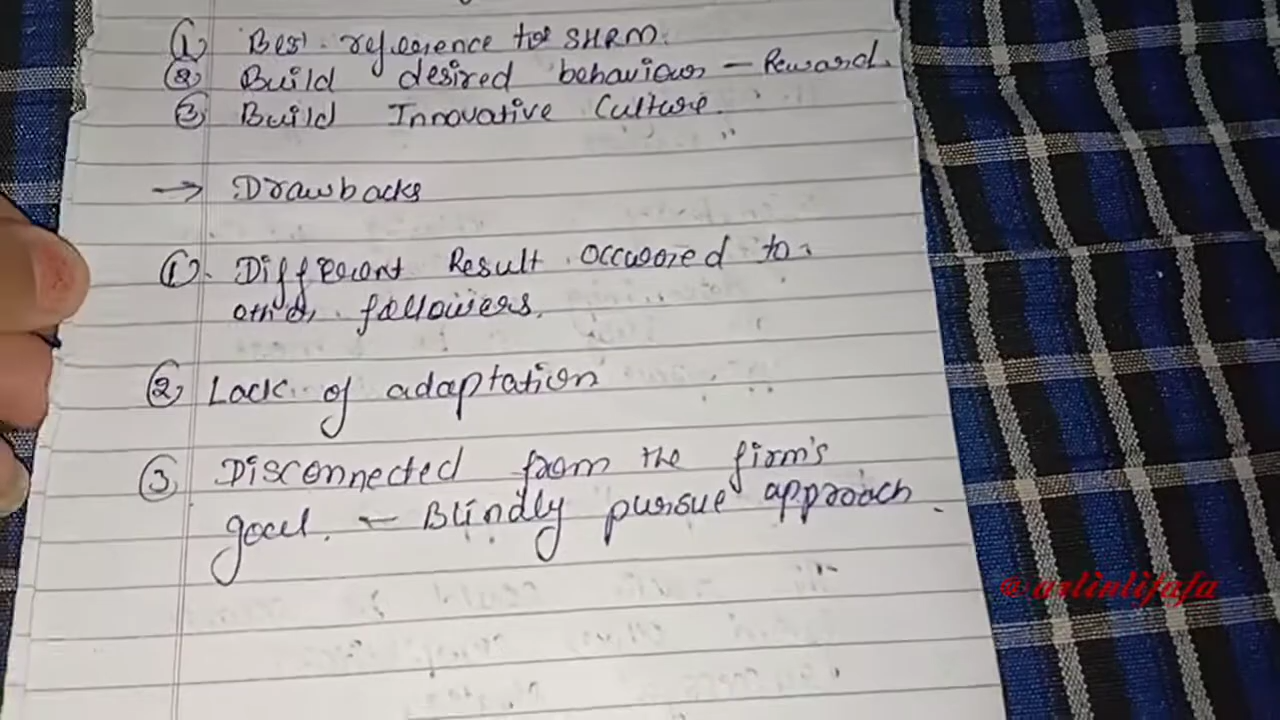 ① Best reference for SHRM.
② Build desired behaviour – Reward.
③ Build Innovative Culture.
→ Drawbacks
① Different Result Occurred to
other followers.
② Lack of adaptation
③ Disconnected from the firm's
goal. – Blindly pursue approach.
@arlinlifafa